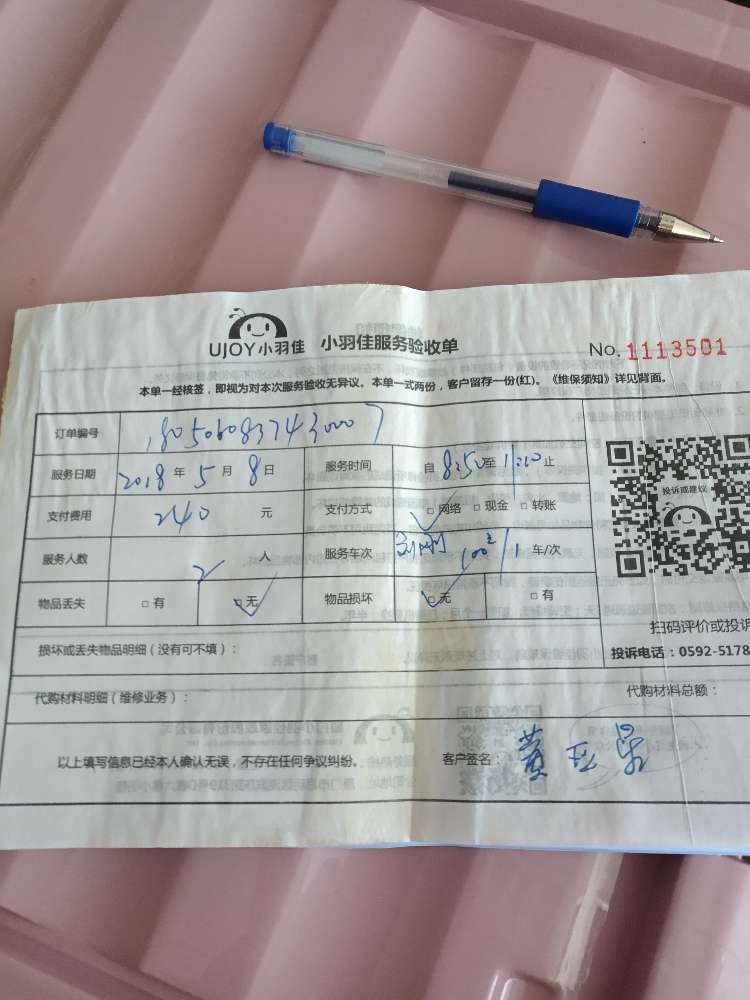 UJOY小羽佳 小羽佳服务验收单 No. 1113501
本单一经核签，即视为对本次服务验收无异议。本单一式两份，客户留存一份(红)。《维保须知》详见背面。
订单编号 1805060837430007
服务日期 2018 年 5 月 8 日 服务时间 自 8:50 至 11:20 止
支付费用 240 元 支付方式 □网络 □现金 □转账
投诉或建议
服务人数 2 人 服务车次 1 车/次
物品丢失 □有 □无 物品损坏 □无 □有
扫码评价或投诉
损坏或丢失物品明细（没有可不填）： 投诉电话：0592-5178
代购材料明细（维修业务）： 代购材料总额：
以上填写信息已经本人确认无误，不存在任何争议纠纷。 客户签名：黄